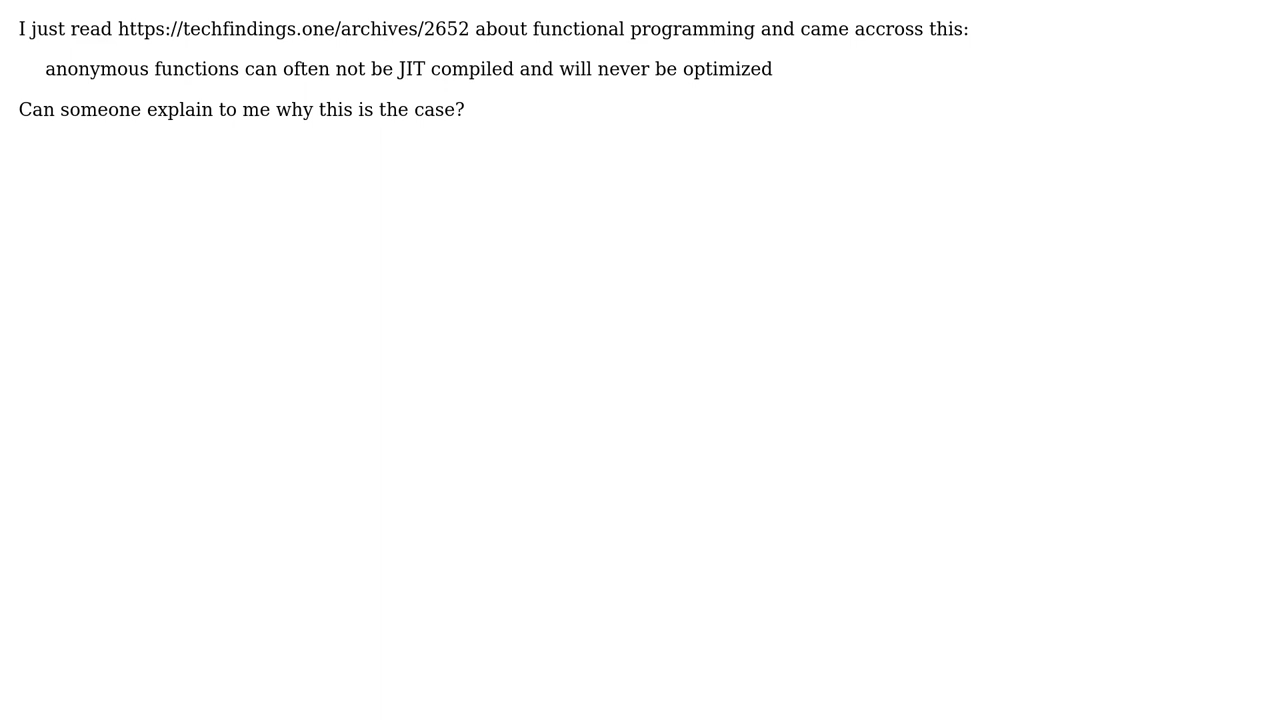 I just read https://techfindings.one/archives/2652 about functional programming and came accross this:
anonymous functions can often not be JIT compiled and will never be optimized
Can someone explain to me why this is the case?